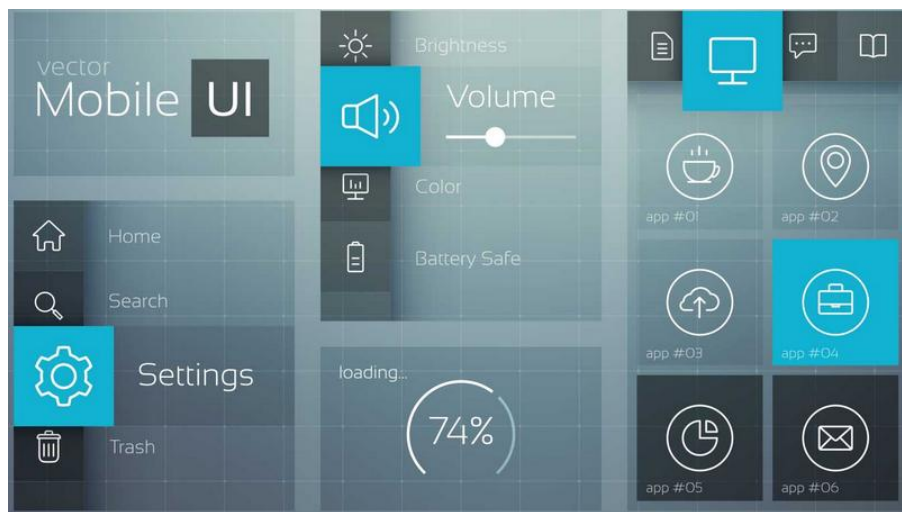 vector
Mobile UI
Home
Search
Settings
Trash
Brightness
Volume
Color
Battery Safe
loading...
74%
app #01
app #02
app #03
app #04
app #05
app #06